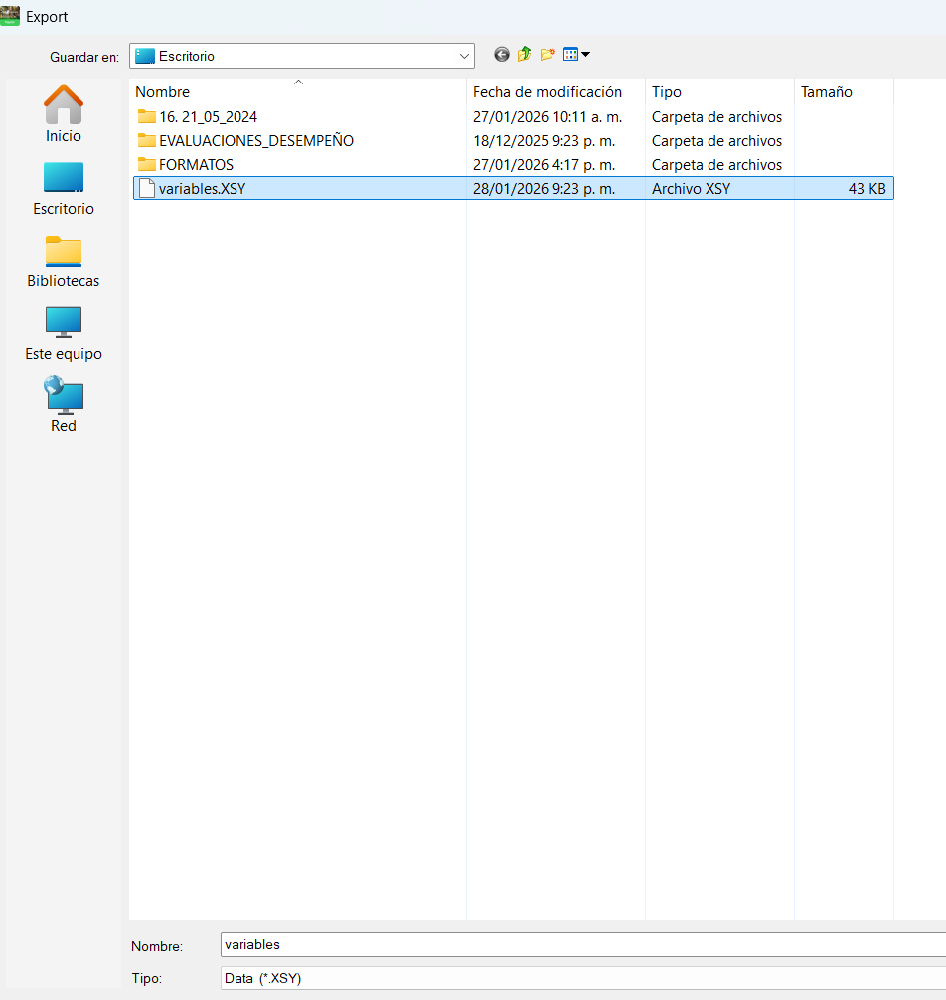 Export
Guardar en: Escritorio
Nombre Fecha de modificación Tipo Tamaño
16. 21_05_2024 27/01/2026 10:11 a. m. Carpeta de archivos
EVALUACIONES_DESEMPEÑO 18/12/2025 9:23 p. m. Carpeta de archivos
FORMATOS 27/01/2026 4:17 p. m. Carpeta de archivos
variables.XSY 28/01/2026 9:23 p. m. Archivo XSY 43 KB
Inicio
Escritorio
Bibliotecas
Este equipo
Red
Nombre: variables
Tipo: Data (*.XSY)